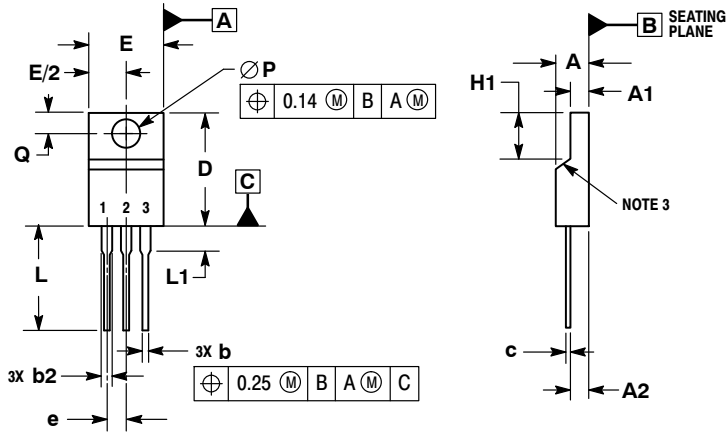 A
E
B SEATING
PLANE
E/2
∅P
A
H1
A1
⌖ 0.14 Ⓜ B A Ⓜ
Q
D
C
NOTE 3
1 2 3
L
L1
3X b
c
3X b2
⌖ 0.25 Ⓜ B A Ⓜ C
A2
e